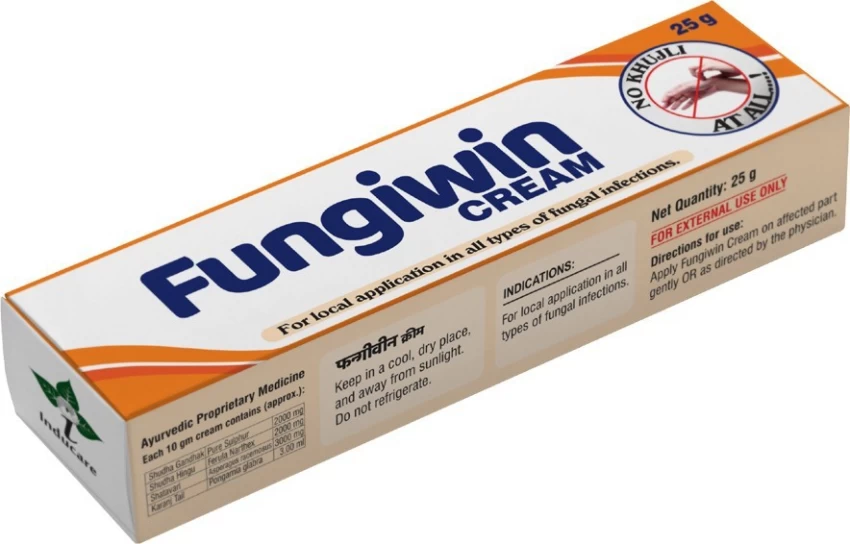 25 g
NO KHUJLI
AT ALL....!
Fungiwin
CREAM
For local application in all types of fungal infections.
Inducare
Ayurvedic Proprietary Medicine
Each 10 gm cream contains (approx.):
Shudha Gandhak Pure Sulphur 2000 mg
Shudha Hingu Ferula Narthex 2000 mg
Shatavari Asparagus racemosus 3000 mg
Karanj Tail Pongamia glabra 3.00 ml
फन्गीवीन क्रीम
Keep in a cool, dry place,
and away from sunlight.
Do not refrigerate.
INDICATIONS:
For local application in all
types of fungal infections.
Net Quantity: 25 g
FOR EXTERNAL USE ONLY
Directions for use:
Apply Fungiwin Cream on affected part
gently OR as directed by the physician.